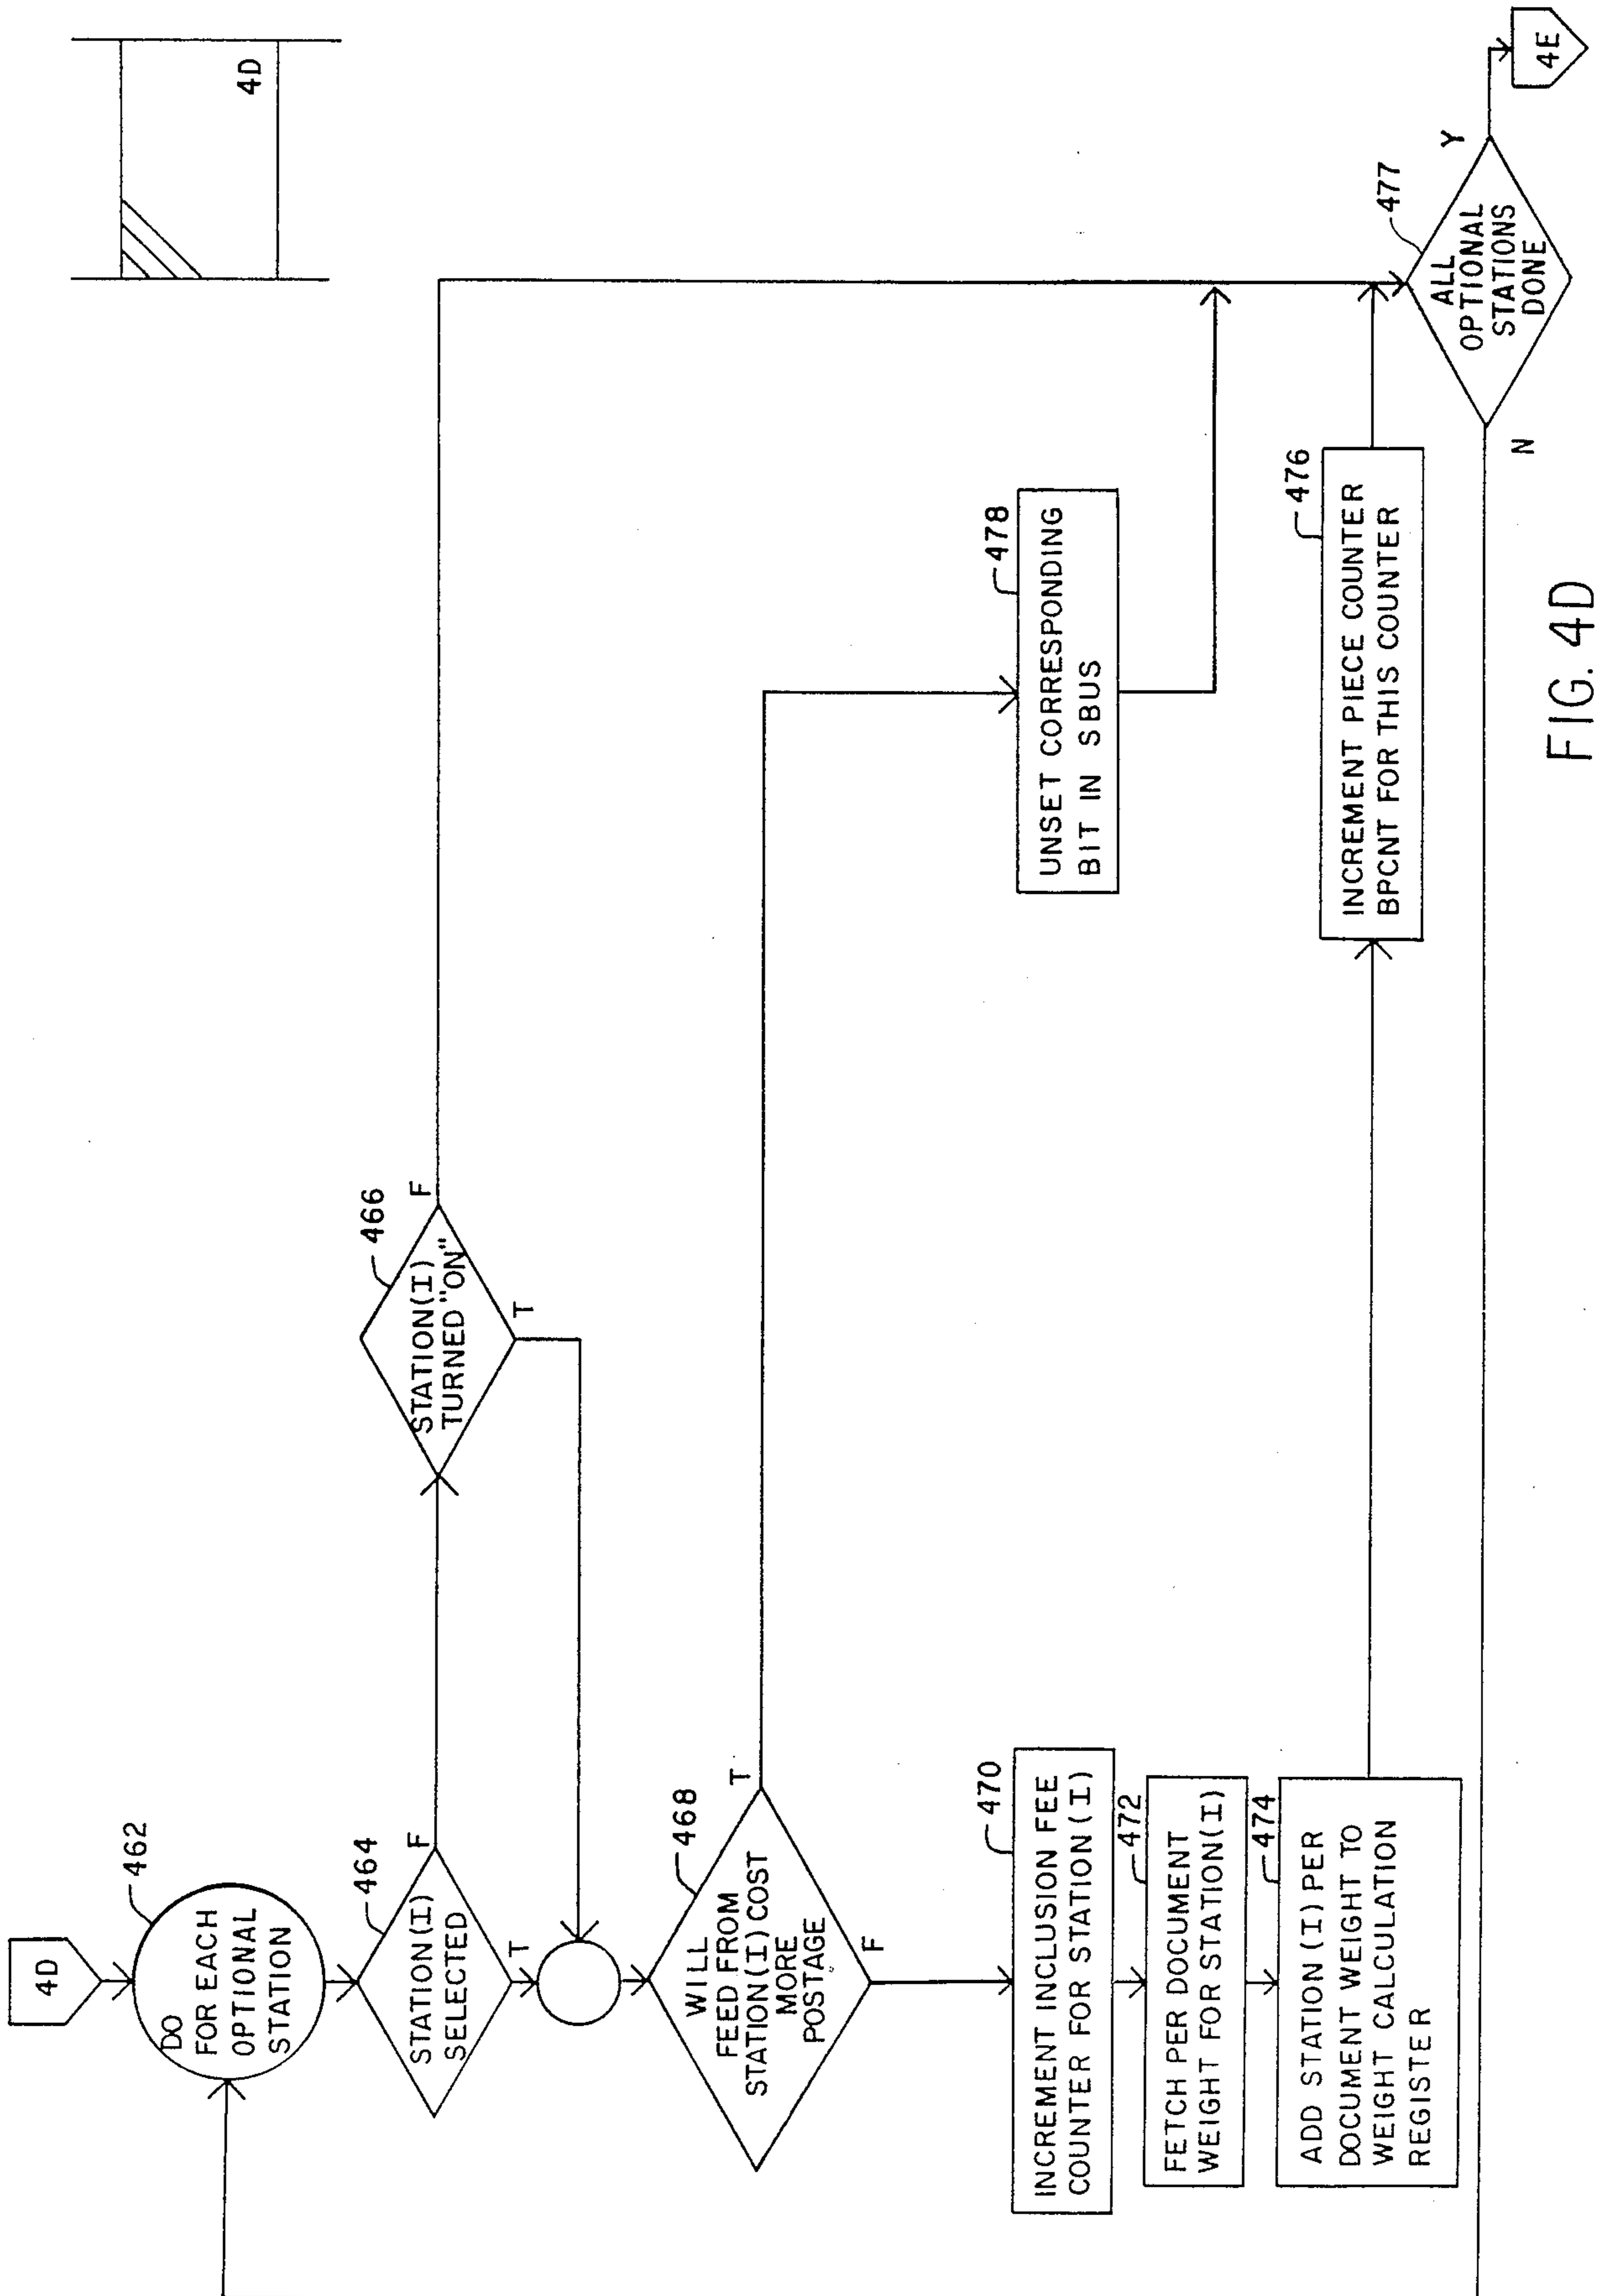 4D
4D
462
DO
FOR EACH
OPTIONAL
STATION
464
STATION(I)
SELECTED
F
T
466
STATION(I)
TURNED "ON"
F
T
468
WILL
FEED FROM
STATION(I) COST
MORE
POSTAGE
T
F
470
INCREMENT INCLUSION FEE
COUNTER FOR STATION(I)
472
FETCH PER DOCUMENT
WEIGHT FOR STATION(I)
474
ADD STATION(I) PER
DOCUMENT WEIGHT TO
WEIGHT CALCULATION
REGISTER
478
UNSET CORRESPONDING
BIT IN SBUS
476
INCREMENT PIECE COUNTER
BPCNT FOR THIS COUNTER
477
ALL
OPTIONAL
STATIONS
DONE
Y
N
4E
FIG. 4D